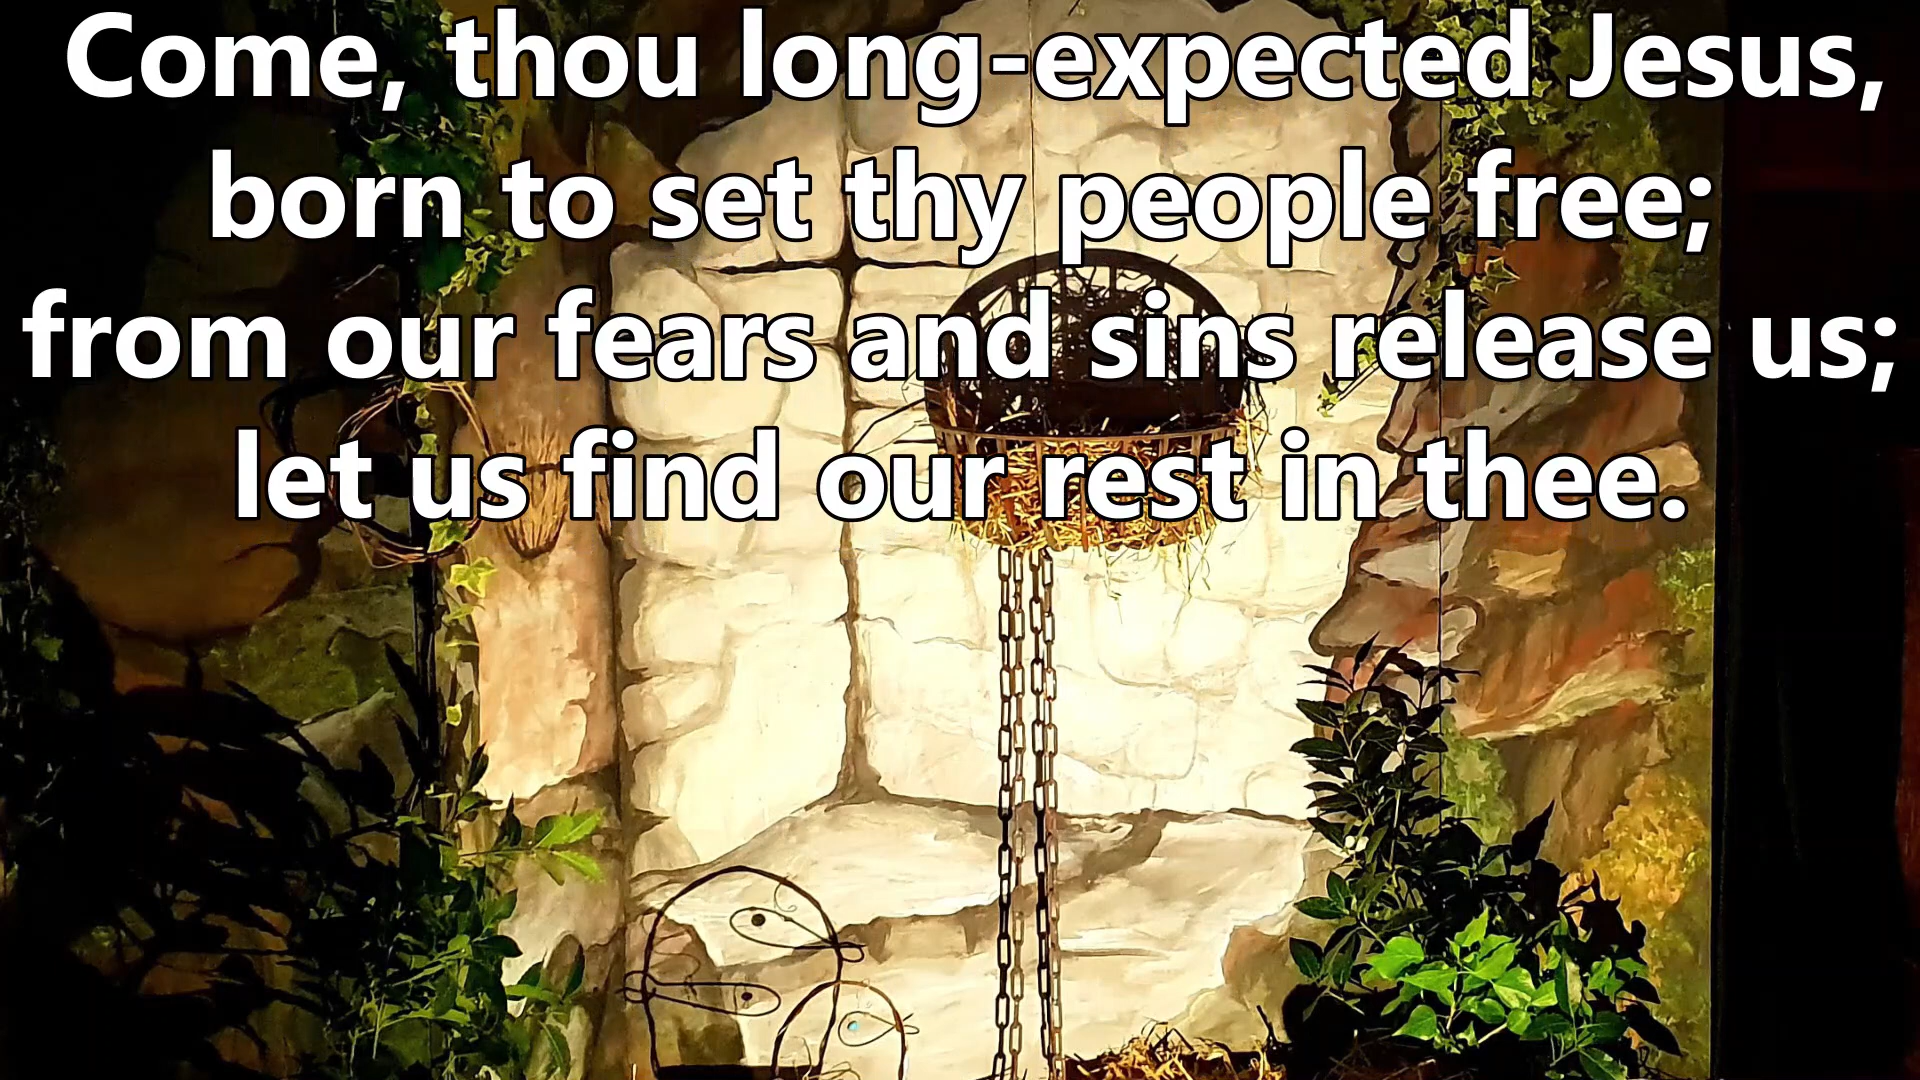 Come, thou long-expected Jesus,
born to set thy people free;
from our fears and sins release us;
let us find our rest in thee.